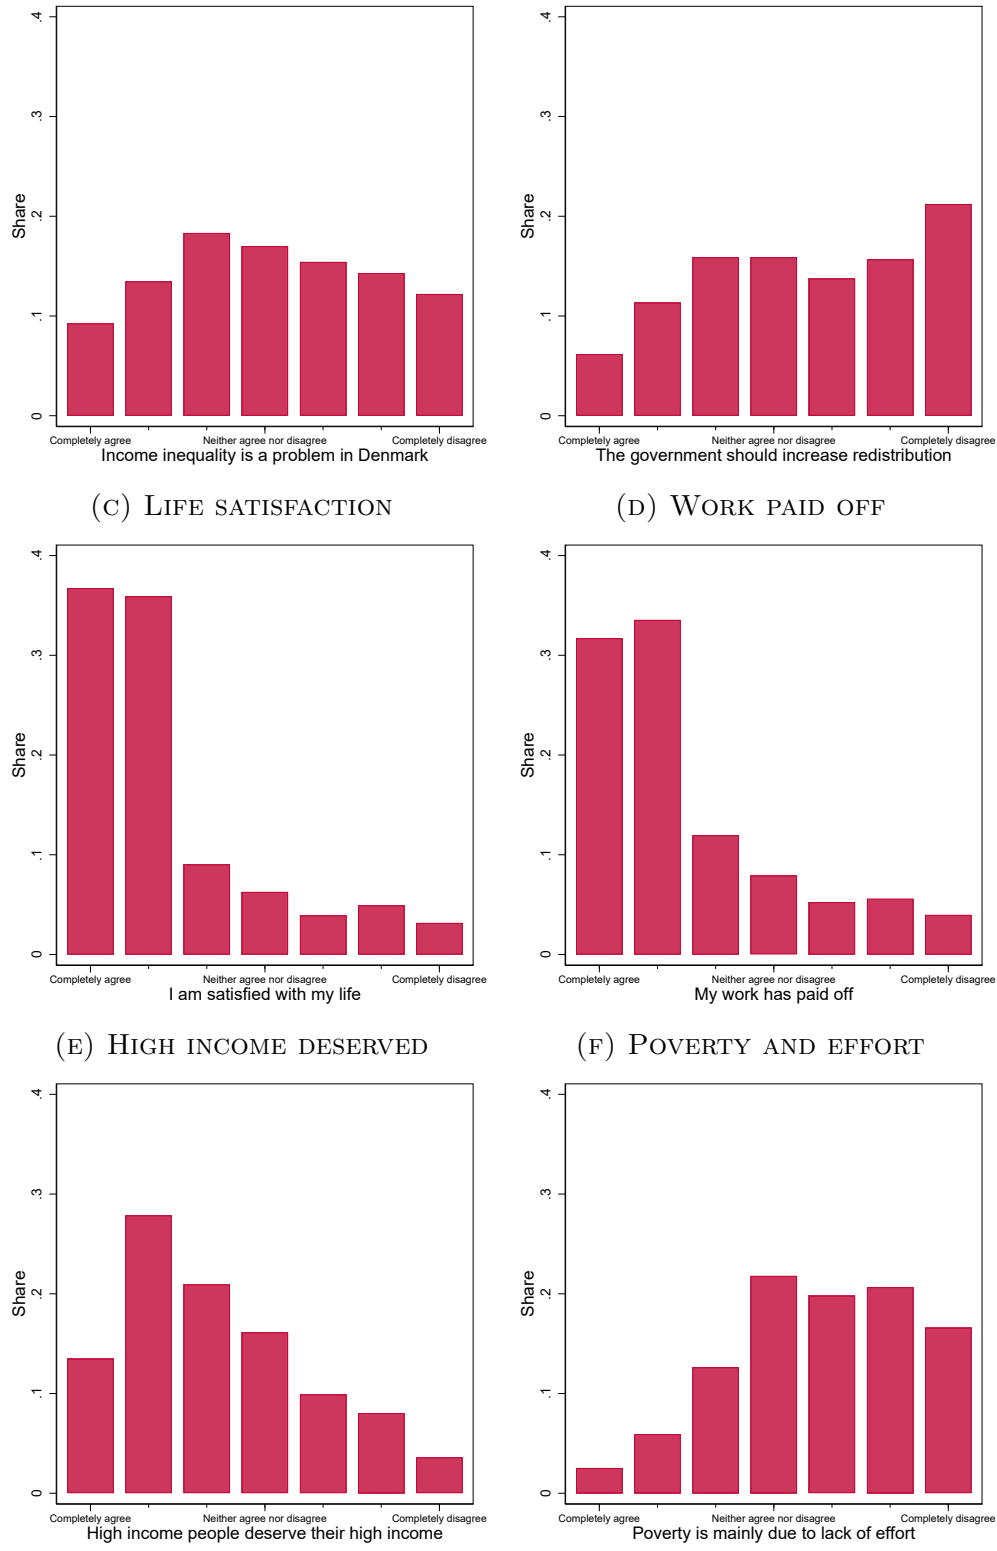 .4 .4
.3 .3
Share Share
.2 .2
.1 .1
0 0
Completely agree Neither agree nor disagree Completely disagree Completely agree Neither agree nor disagree Completely disagree
Income inequality is a problem in Denmark The government should increase redistribution
(C) LIFE SATISFACTION (D) WORK PAID OFF
.4 .4
.3 .3
Share Share
.2 .2
.1 .1
0 0
Completely agree Neither agree nor disagree Completely disagree Completely agree Neither agree nor disagree Completely disagree
I am satisfied with my life My work has paid off
(E) HIGH INCOME DESERVED (F) POVERTY AND EFFORT
.4 .4
.3 .3
Share Share
.2 .2
.1 .1
0 0
Completely agree Neither agree nor disagree Completely disagree Completely agree Neither agree nor disagree Completely disagree
High income people deserve their high income Poverty is mainly due to lack of effort